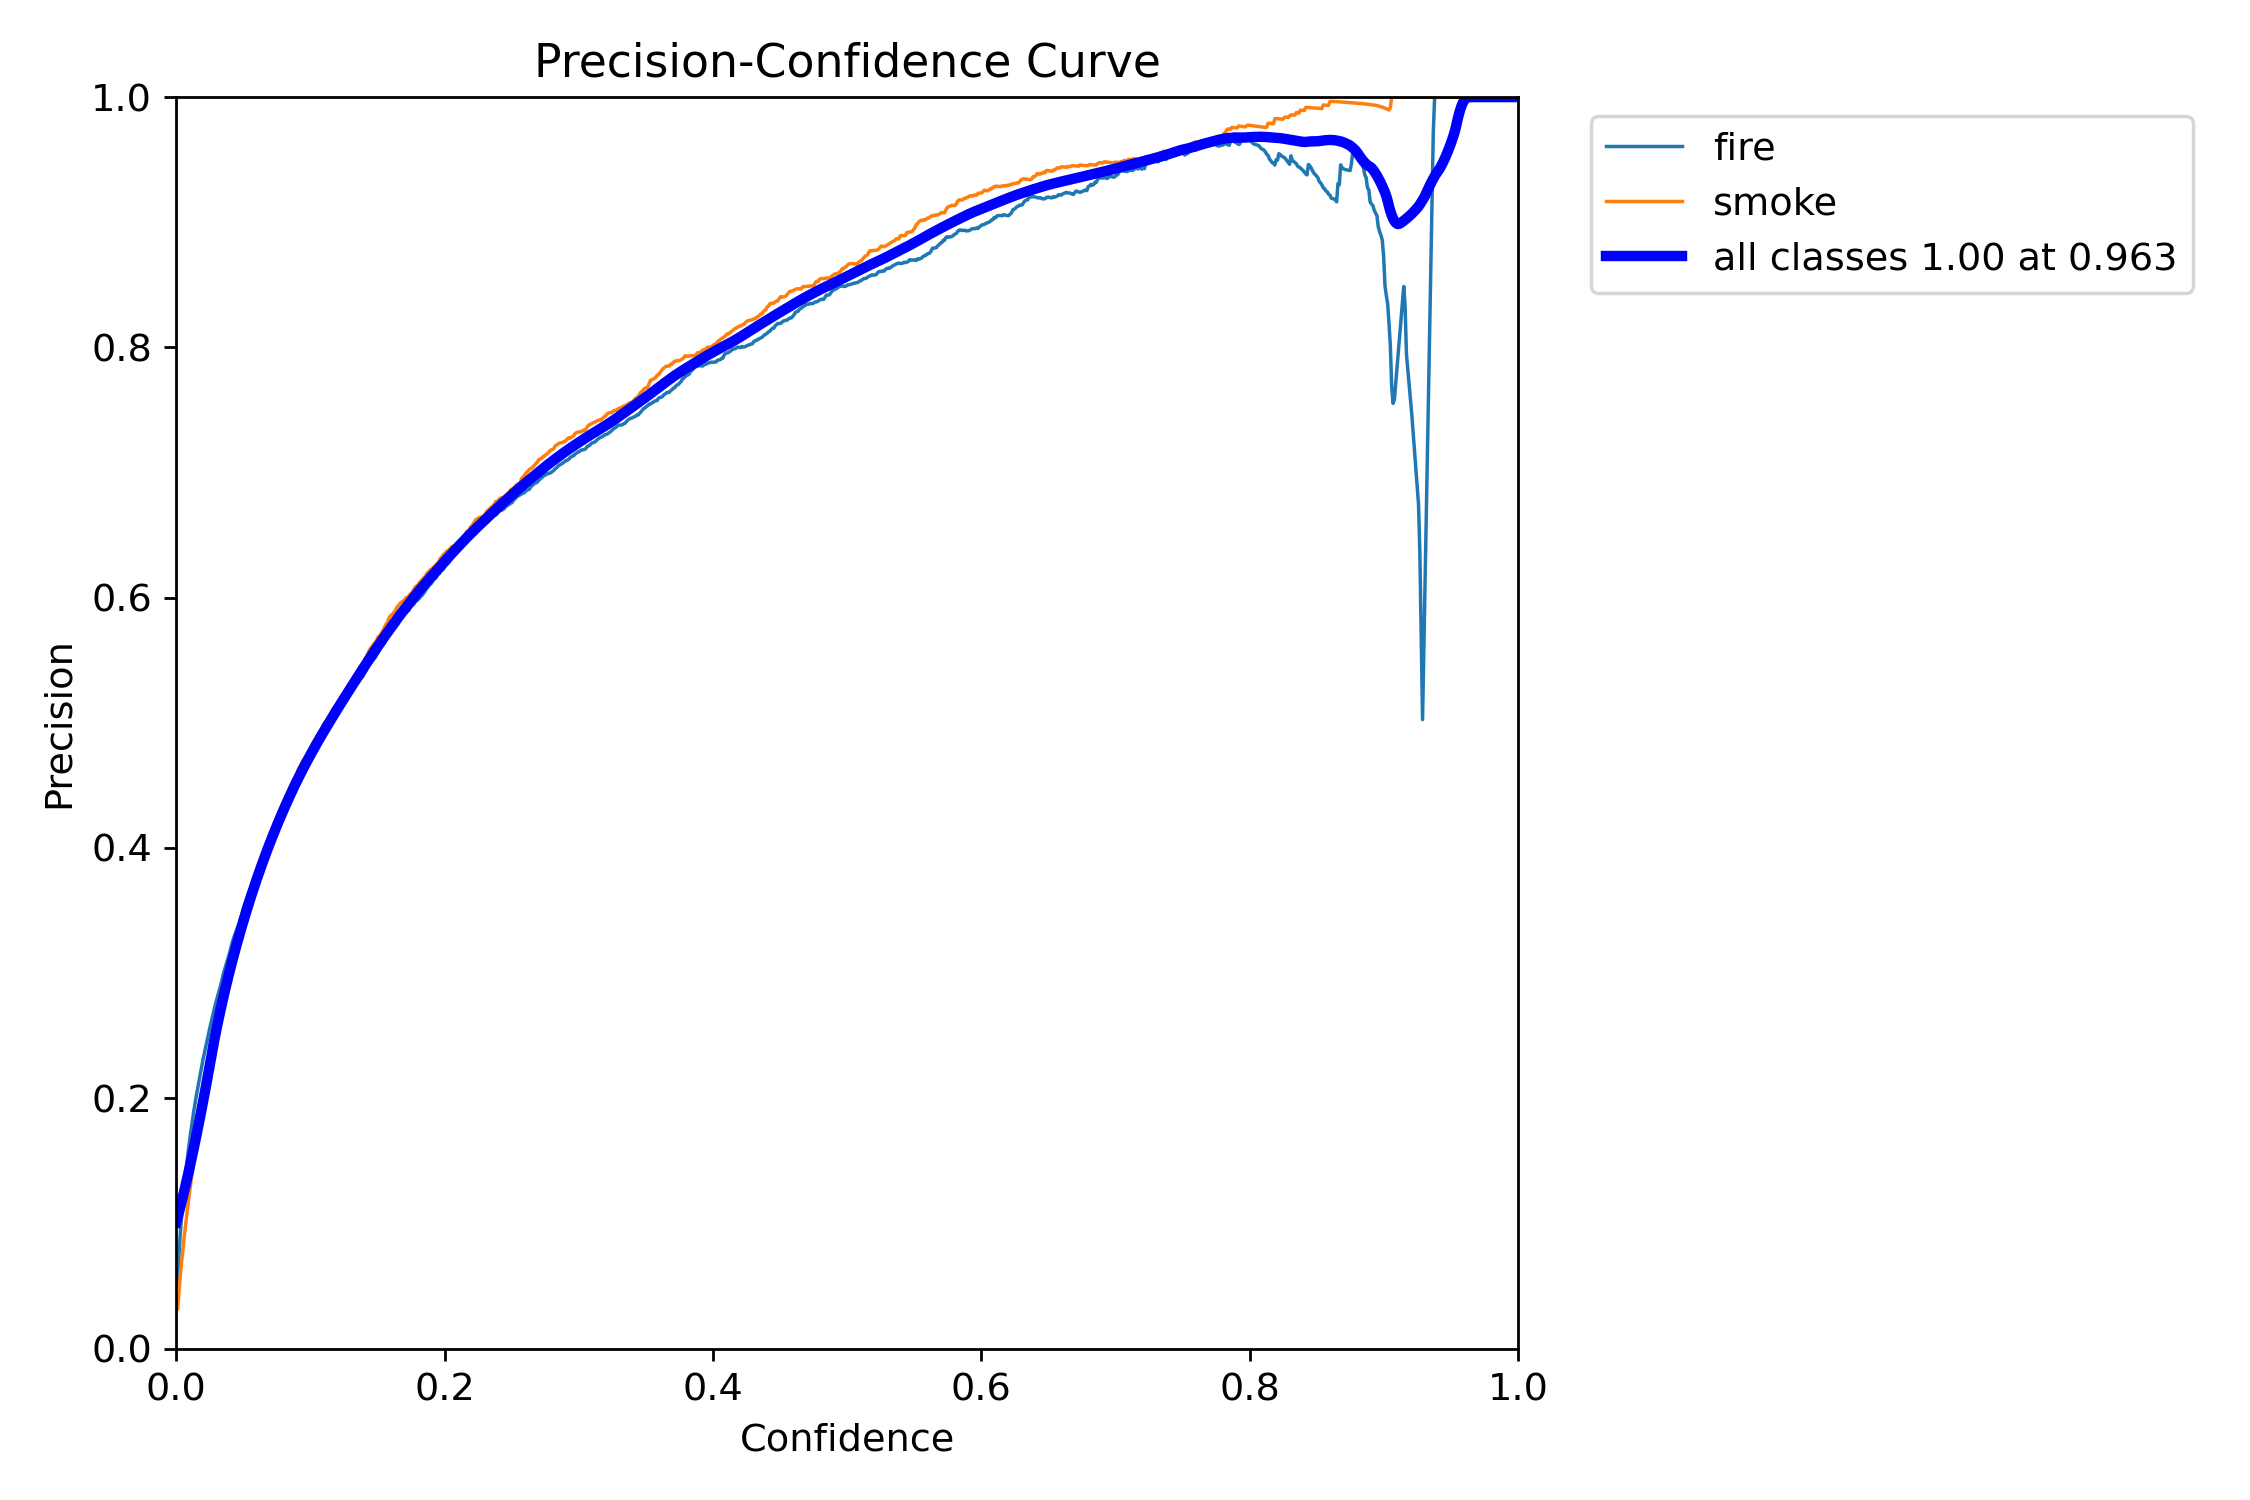 Precision-Confidence Curve
1.0
0.8
0.6
0.4
0.2
0.0
Precision
0.0 0.2 0.4 0.6 0.8 1.0
Confidence
fire
smoke
all classes 1.00 at 0.963